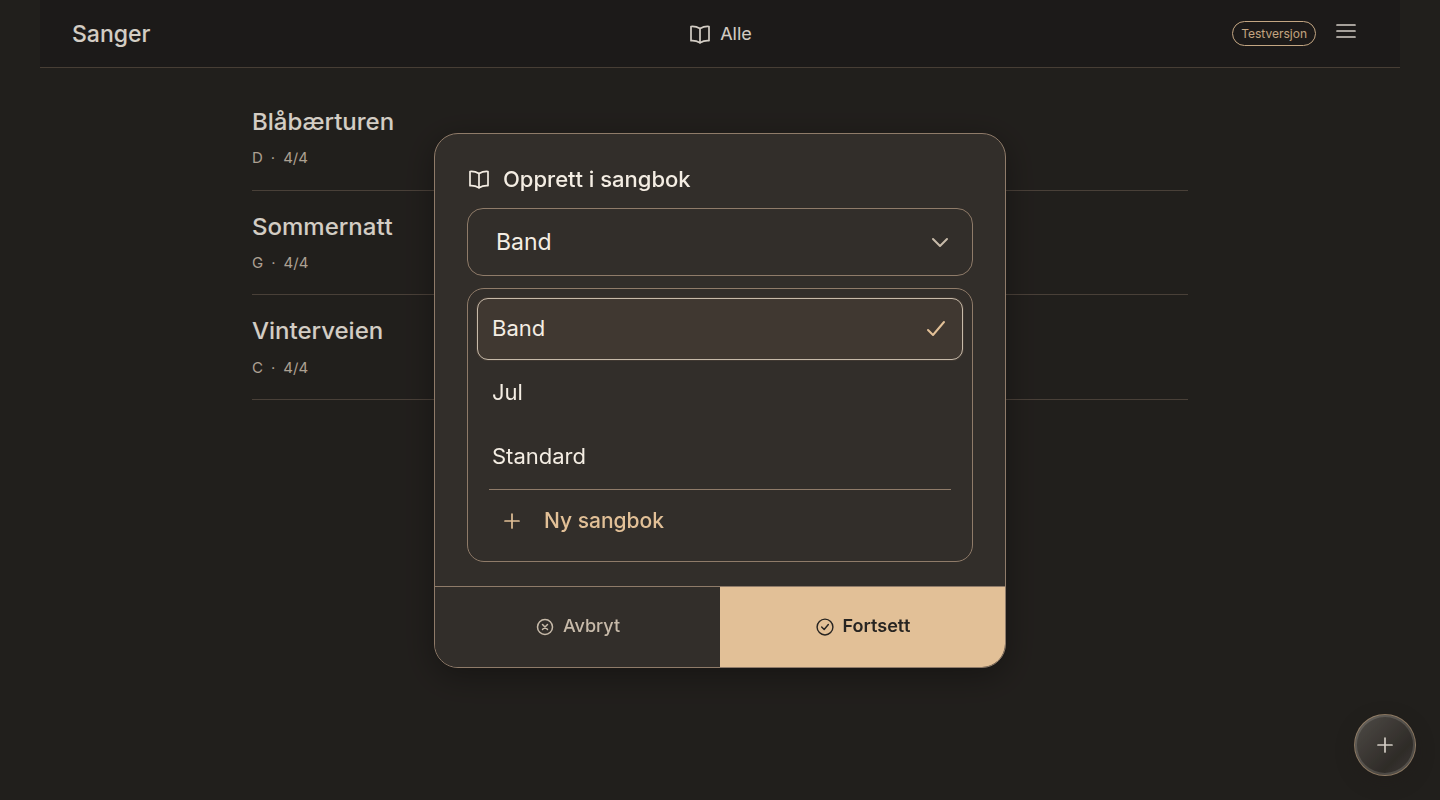 Sanger
Alle
Testversjon
Blåbærturen
D · 4/4
Sommernatt
G · 4/4
Vinterveien
C · 4/4
Opprett i sangbok
Band
Band
Jul
Standard
Ny sangbok
Avbryt
Fortsett